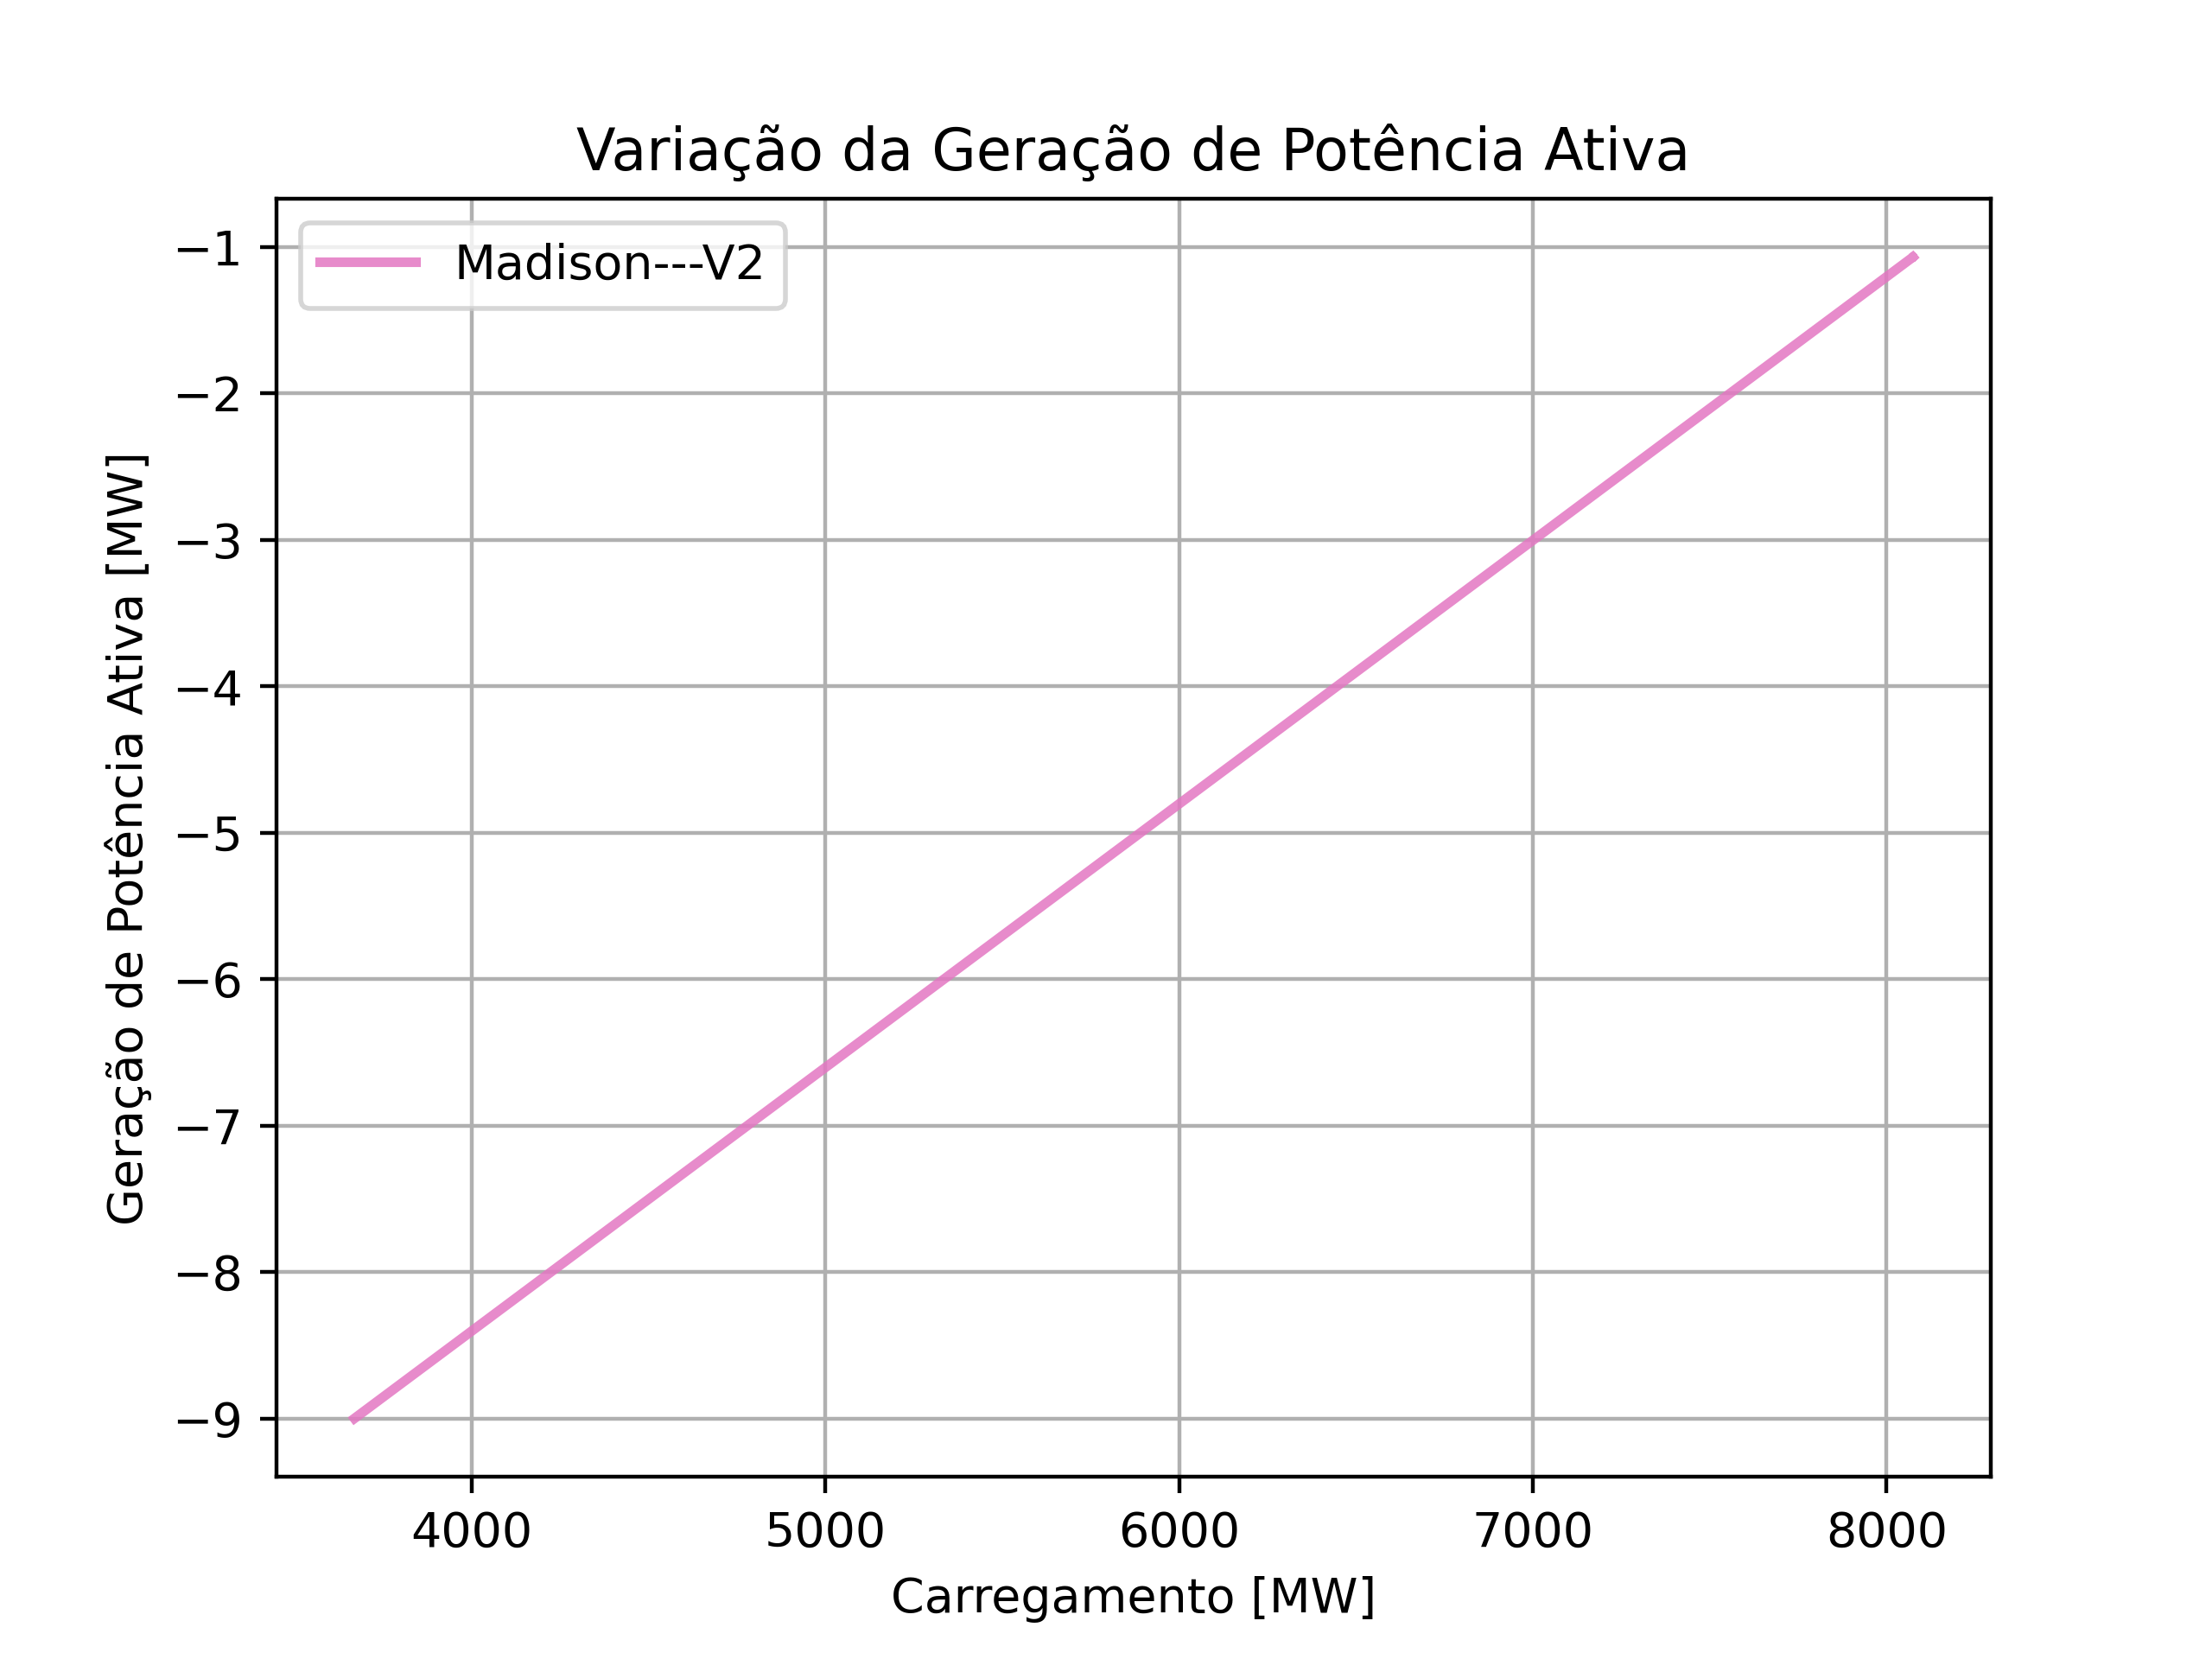 Variação da Geração de Potência Ativa
Madison---V2
Geração de Potência Ativa [MW]
−1
−2
−3
−4
−5
−6
−7
−8
−9
4000 5000 6000 7000 8000
Carregamento [MW]